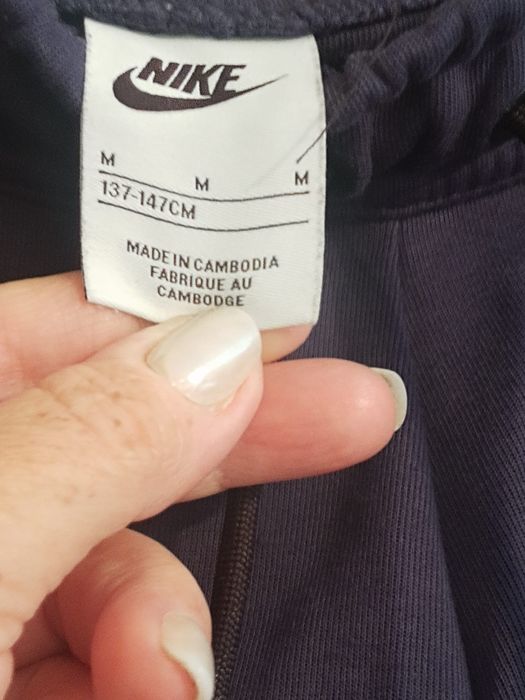 NIKE
M M M
137-147CM
MADE IN CAMBODIA
FABRIQUE AU
CAMBODGE